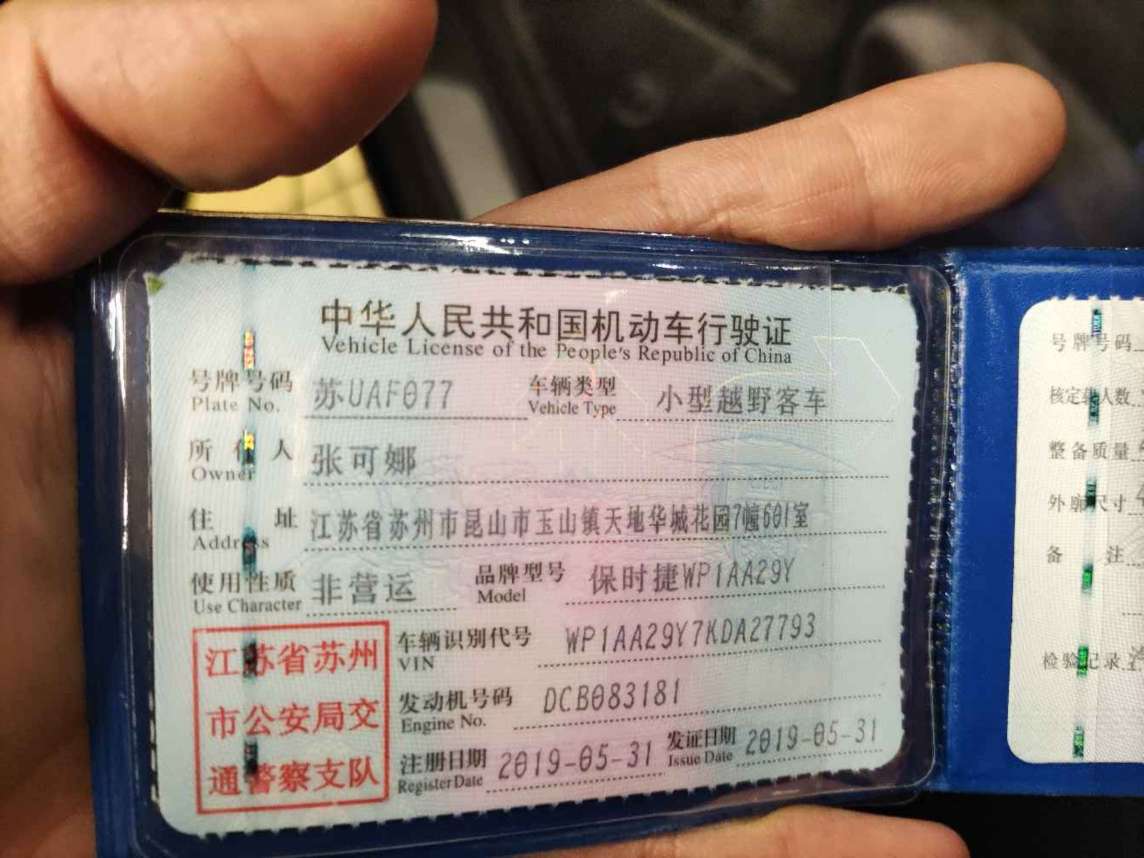 中华人民共和国机动车行驶证
Vehicle License of the People's Republic of China
号牌号码 苏UAF077 车辆类型 小型越野客车
Plate No. Vehicle Type
所有人 张可娜
Owner
住址 江苏省苏州市昆山市玉山镇天地华城花园7幢601室
Address
使用性质 非营运 品牌型号 保时捷WP1AA29Y
Use Character Model
车辆识别代号 WP1AA29Y7KDA27793
VIN
发动机号码 DCB083181
Engine No.
注册日期 2019-05-31 发证日期 2019-05-31
Register Date Issue Date
江苏省苏州
市公安局交
通警察支队
号牌号码
核定载人数
整备质量
外廓尺寸
备注
检验记录